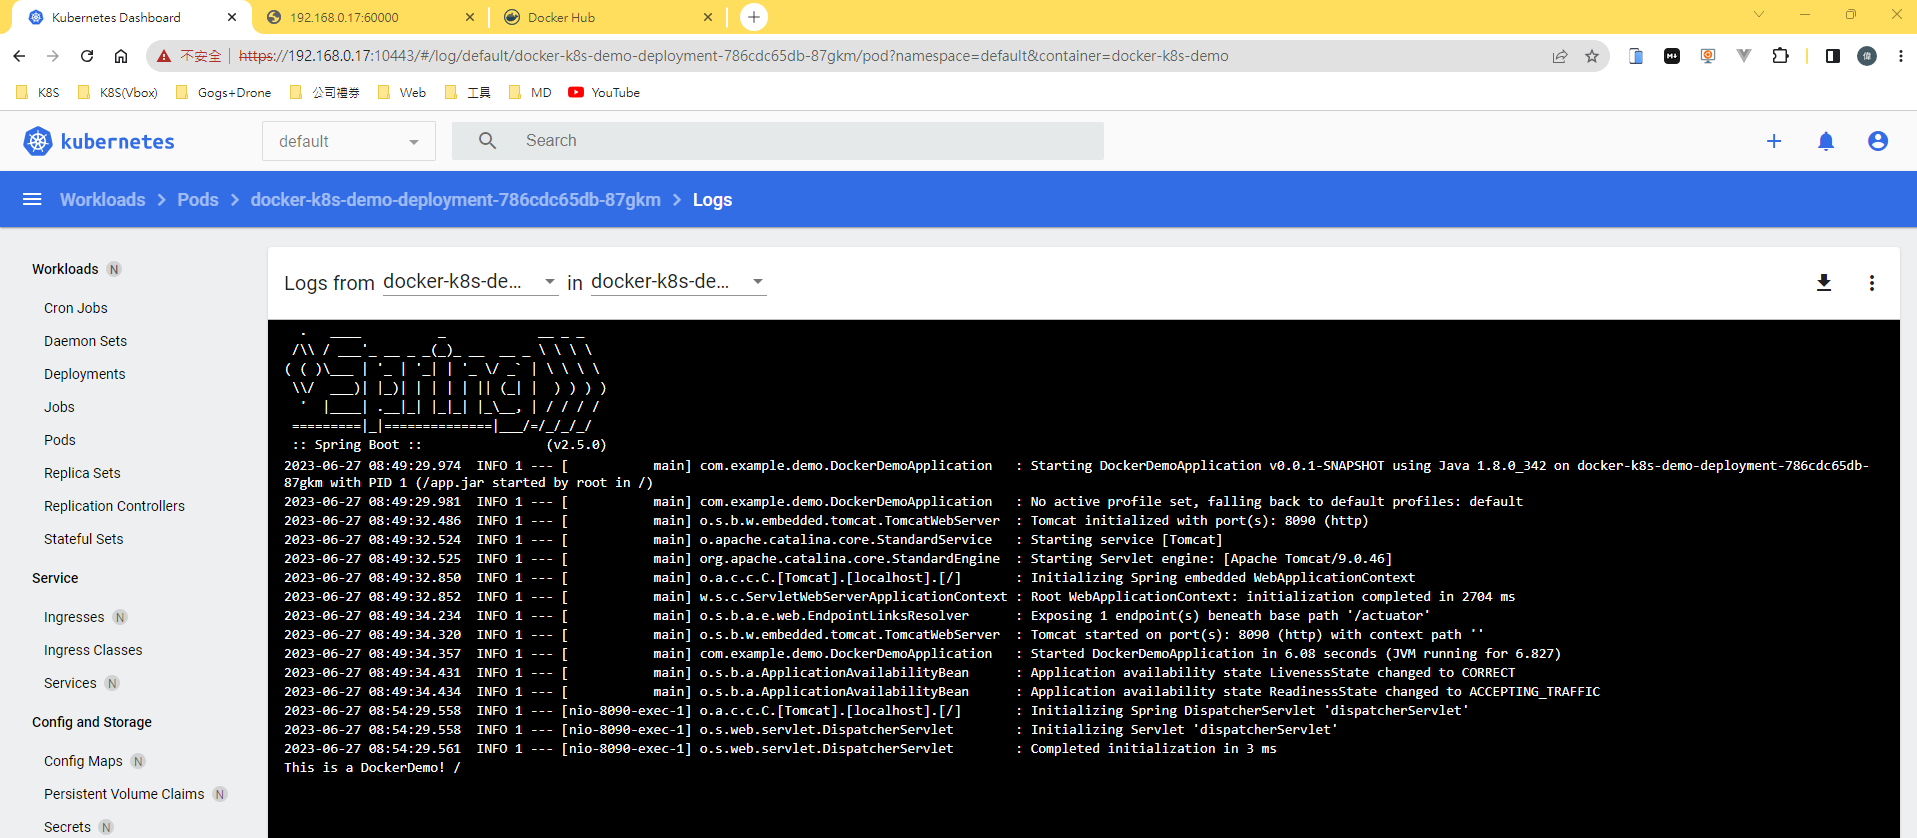 Kubernetes Dashboard
192.168.0.17:60000
Docker Hub
不安全 https://192.168.0.17:10443/#/log/default/docker-k8s-demo-deployment-786cdc65db-87gkm/pod?namespace=default&container=docker-k8s-demo
K8S
K8S(Vbox)
Gogs+Drone
公司禮券
Web
工具
MD
YouTube
kubernetes
default
Search
Workloads > Pods > docker-k8s-demo-deployment-786cdc65db-87gkm > Logs
Workloads N
Cron Jobs
Daemon Sets
Deployments
Jobs
Pods
Replica Sets
Replication Controllers
Stateful Sets
Service
Ingresses N
Ingress Classes
Services N
Config and Storage
Config Maps N
Persistent Volume Claims N
Secrets N
Logs from docker-k8s-de... in docker-k8s-de...
Spring
:: Spring Boot :: (v2.5.0)
2023-06-27 08:49:29.974  INFO 1 --- [           main] com.example.demo.DockerDemoApplication   : Starting DockerDemoApplication v0.0.1-SNAPSHOT using Java 1.8.0_342 on docker-k8s-demo-deployment-786cdc65db-
87gkm with PID 1 (/app.jar started by root in /)
2023-06-27 08:49:29.981  INFO 1 --- [           main] com.example.demo.DockerDemoApplication   : No active profile set, falling back to default profiles: default
2023-06-27 08:49:32.486  INFO 1 --- [           main] o.s.b.w.embedded.tomcat.TomcatWebServer  : Tomcat initialized with port(s): 8090 (http)
2023-06-27 08:49:32.524  INFO 1 --- [           main] o.apache.catalina.core.StandardService   : Starting service [Tomcat]
2023-06-27 08:49:32.525  INFO 1 --- [           main] org.apache.catalina.core.StandardEngine  : Starting Servlet engine: [Apache Tomcat/9.0.46]
2023-06-27 08:49:32.850  INFO 1 --- [           main] o.a.c.c.C.[Tomcat].[localhost].[/]       : Initializing Spring embedded WebApplicationContext
2023-06-27 08:49:32.852  INFO 1 --- [           main] w.s.c.ServletWebServerApplicationContext : Root WebApplicationContext: initialization completed in 2704 ms
2023-06-27 08:49:34.234  INFO 1 --- [           main] o.s.b.a.e.web.EndpointLinksResolver      : Exposing 1 endpoint(s) beneath base path '/actuator'
2023-06-27 08:49:34.320  INFO 1 --- [           main] o.s.b.w.embedded.tomcat.TomcatWebServer  : Tomcat started on port(s): 8090 (http) with context path ''
2023-06-27 08:49:34.357  INFO 1 --- [           main] com.example.demo.DockerDemoApplication   : Started DockerDemoApplication in 6.08 seconds (JVM running for 6.827)
2023-06-27 08:49:34.431  INFO 1 --- [           main] o.s.b.a.ApplicationAvailabilityBean      : Application availability state LivenessState changed to CORRECT
2023-06-27 08:49:34.434  INFO 1 --- [           main] o.s.b.a.ApplicationAvailabilityBean      : Application availability state ReadinessState changed to ACCEPTING_TRAFFIC
2023-06-27 08:54:29.558  INFO 1 --- [nio-8090-exec-1] o.a.c.c.C.[Tomcat].[localhost].[/]       : Initializing Spring DispatcherServlet 'dispatcherServlet'
2023-06-27 08:54:29.558  INFO 1 --- [nio-8090-exec-1] o.s.web.servlet.DispatcherServlet        : Initializing Servlet 'dispatcherServlet'
2023-06-27 08:54:29.561  INFO 1 --- [nio-8090-exec-1] o.s.web.servlet.DispatcherServlet        : Completed initialization in 3 ms
This is a DockerDemo! /